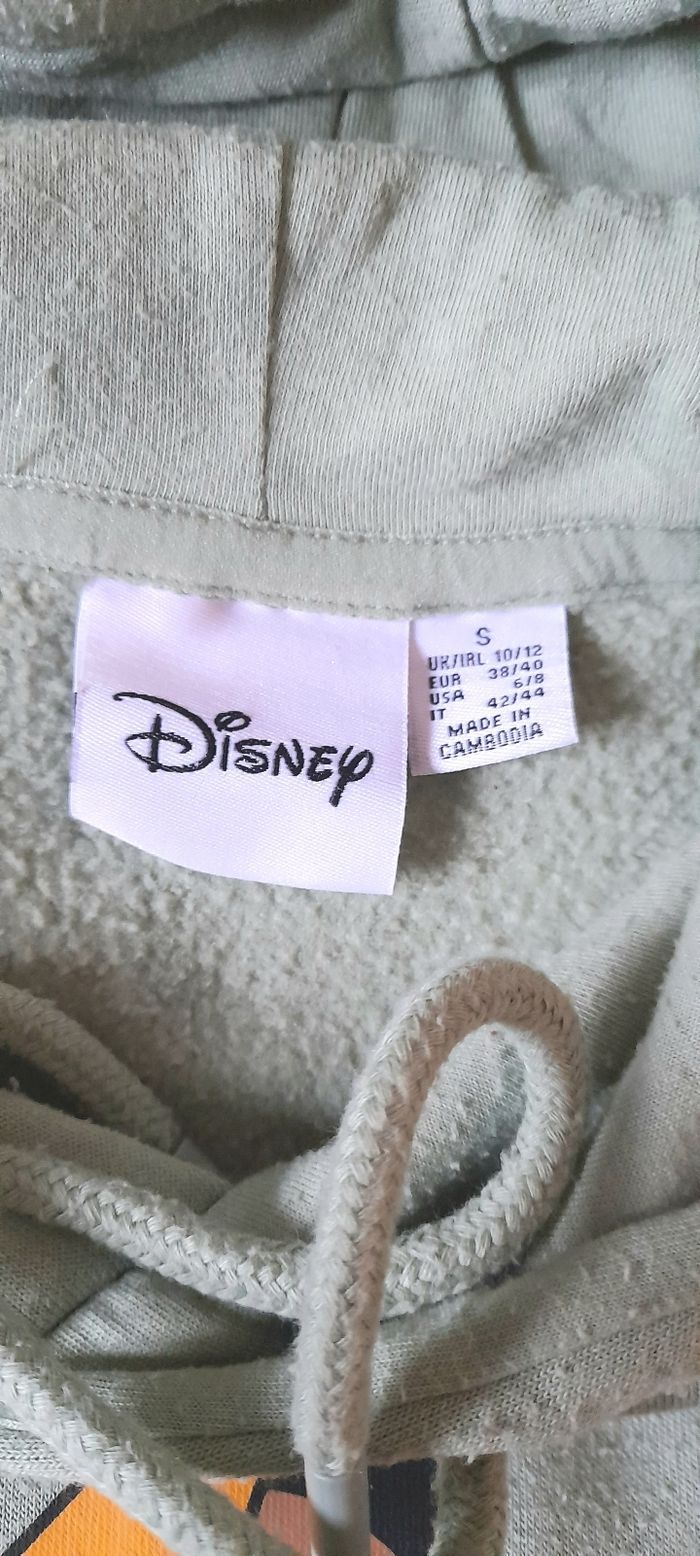 Disney
S
UK/IRL 10/12
EUR 38/40
USA 6/8
IT 42/44
MADE IN
CAMBODIA